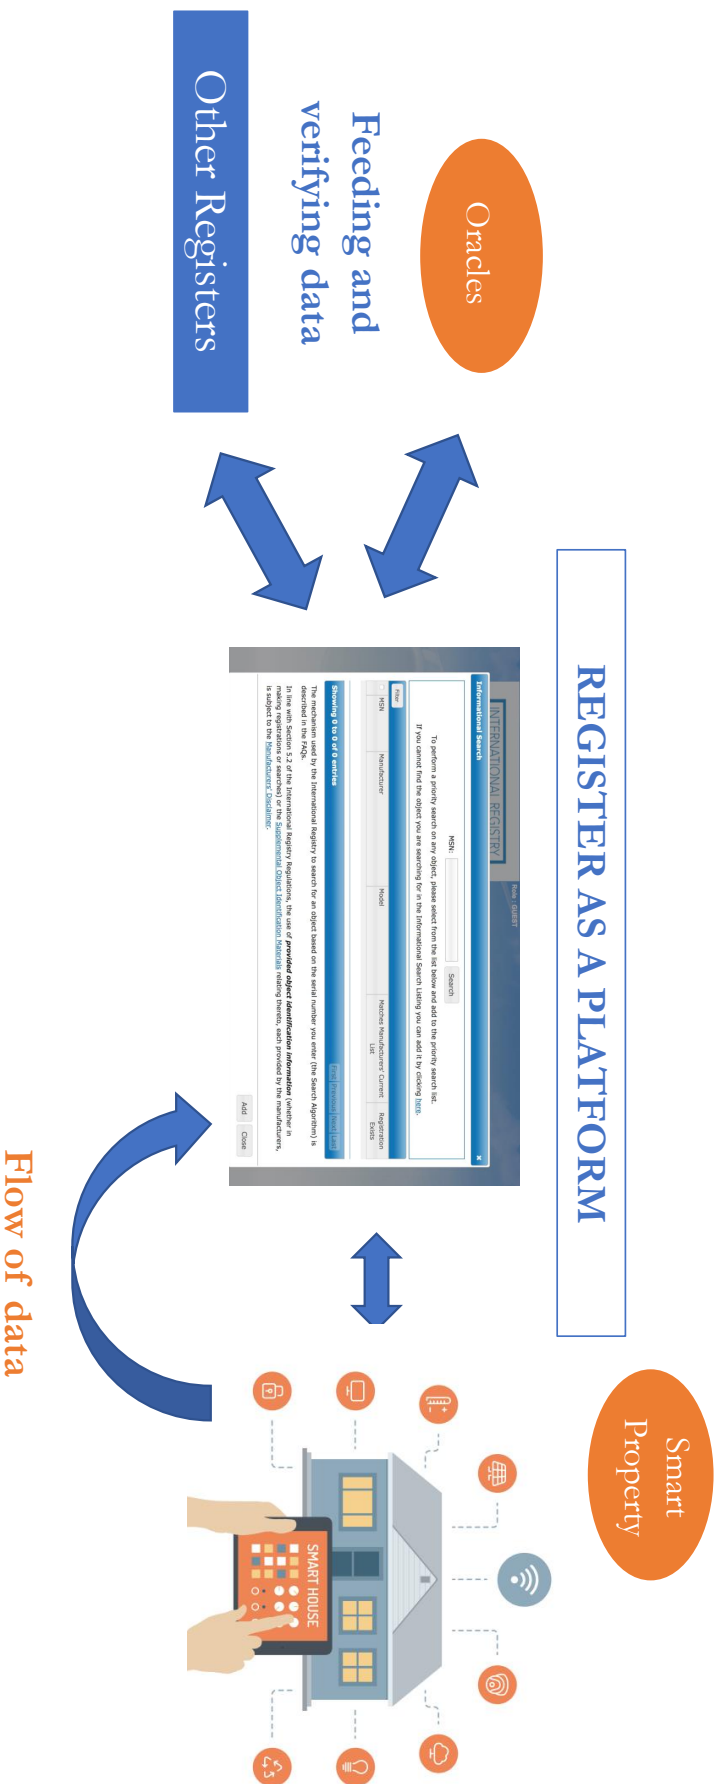 REGISTER AS A PLATFORM
Oracles
Feeding and
verifying data
Other Registers
INTERNATIONAL REGISTRY
Role : GUEST
Informational Search
x
MSN:
Search
To perform a priority search on any object, please select from the list below and add to the priority search list.
If you cannot find the object you are searching for in the Informational Search Listing you can add it by clicking here.
Filter
MSN
Manufacturer
Model
Matches Manufacturers' Current
List
Registration
Exists
Showing 0 to 0 of 0 entries
First Previous Next Last
The mechanism used by the International Registry to search for an object based on the serial number you enter (the Search Algorithm) is
described in the FAQs.
In line with Section 5.2 of the International Registry Regulations, the use of provided object identification information (whether in
making registrations or searches) or the Supplemental Object Identification Materials relating thereto, each provided by the manufacturers,
is subject to the Manufacturers' Disclaimer.
Add
Close
Smart
Property
SMART HOUSE
Flow of data